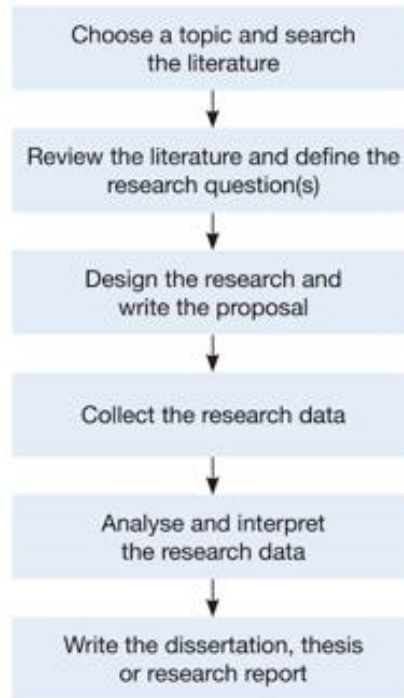 Choose a topic and search
the literature
Review the literature and define the
research question(s)
Design the research and
write the proposal
Collect the research data
Analyse and interpret
the research data
Write the dissertation, thesis
or research report